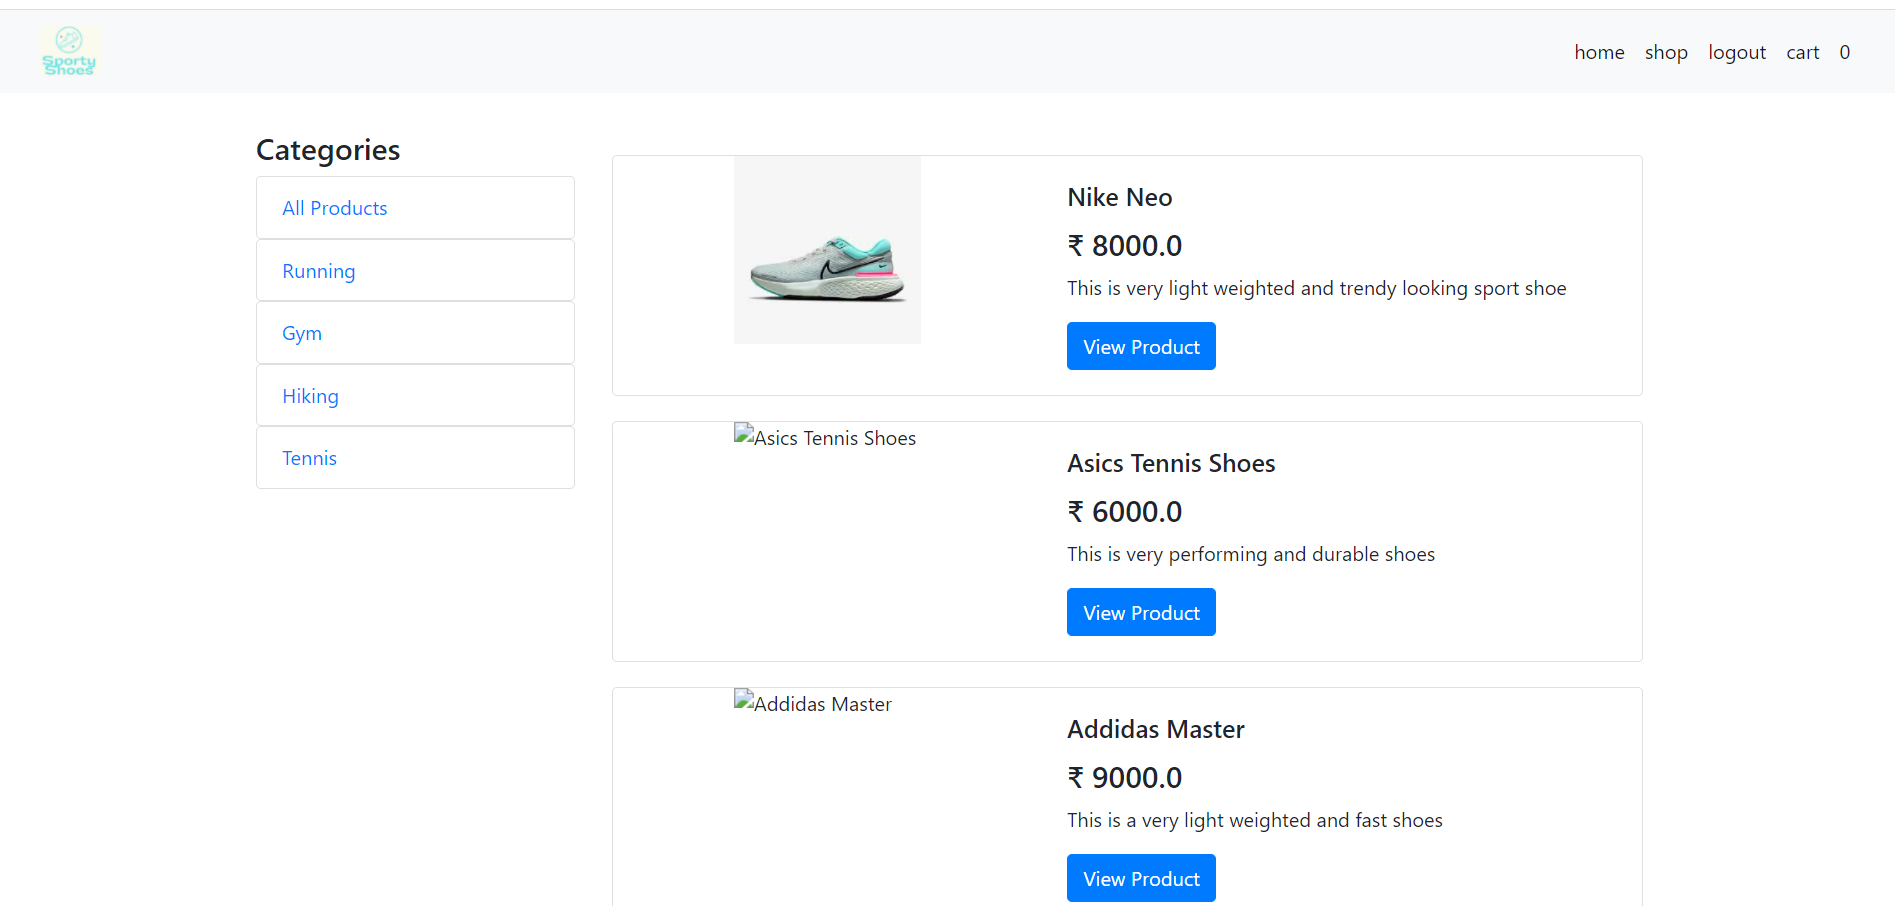 Sporty
Shoes
home shop logout cart 0
Categories
All Products
Running
Gym
Hiking
Tennis
Nike Neo
₹ 8000.0
This is very light weighted and trendy looking sport shoe
View Product
Asics Tennis Shoes
Asics Tennis Shoes
₹ 6000.0
This is very performing and durable shoes
View Product
Addidas Master
Addidas Master
₹ 9000.0
This is a very light weighted and fast shoes
View Product